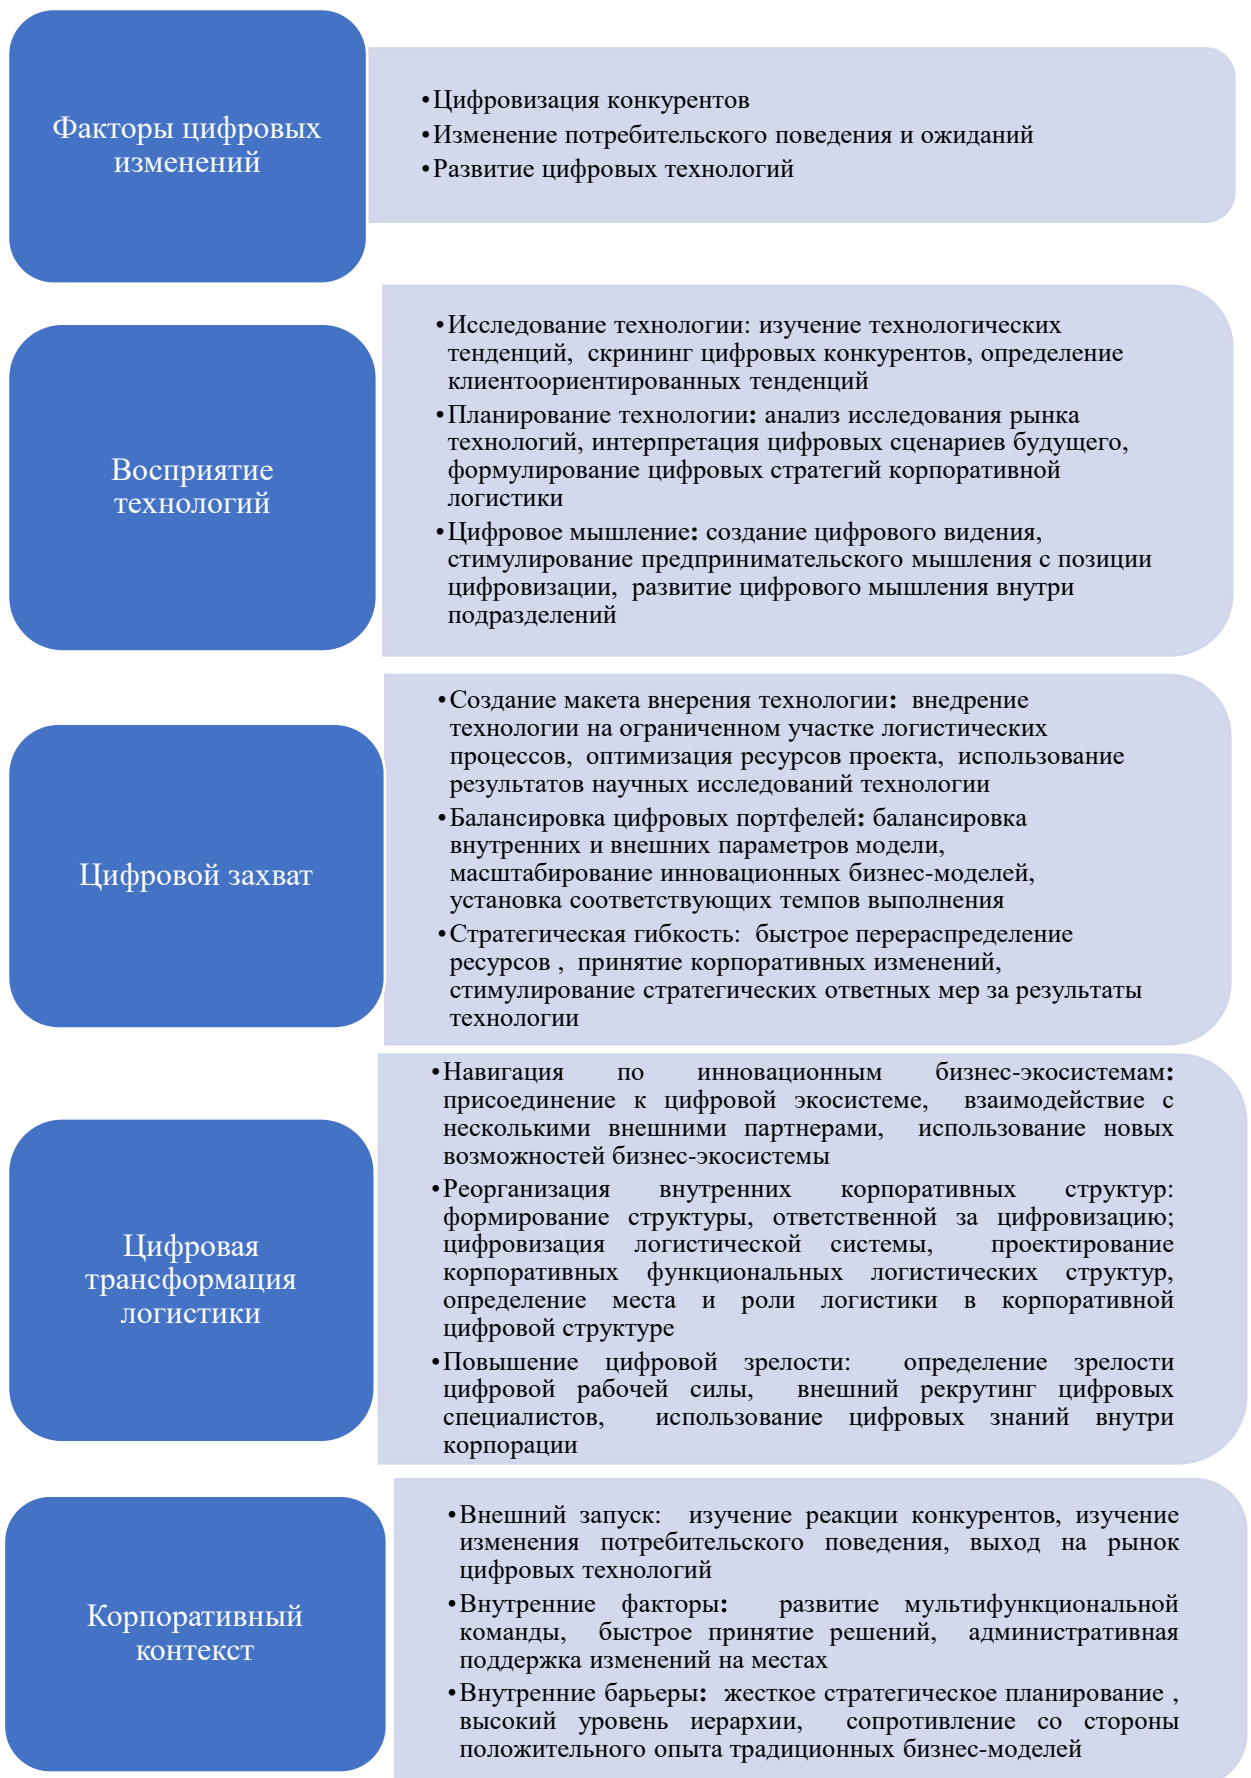 Факторы цифровых
изменений
•Цифровизация конкурентов
•Изменение потребительского поведения и ожиданий
•Развитие цифровых технологий
Восприятие
технологий
•Исследование технологии: изучение технологических
тенденций, скрининг цифровых конкурентов, определение
клиентоориентированных тенденций
•Планирование технологии: анализ исследования рынка
технологий, интерпретация цифровых сценариев будущего,
формулирование цифровых стратегий корпоративной
логистики
•Цифровое мышление: создание цифрового видения,
стимулирование предпринимательского мышления с позиции
цифровизации, развитие цифрового мышления внутри
подразделений
Цифровой захват
•Создание макета внерения технологии: внедрение
технологии на ограниченном участке логистических
процессов, оптимизация ресурсов проекта, использование
результатов научных исследований технологии
•Балансировка цифровых портфелей: балансировка
внутренних и внешних параметров модели,
масштабирование инновационных бизнес-моделей,
установка соответствующих темпов выполнения
•Стратегическая гибкость: быстрое перераспределение
ресурсов , принятие корпоративных изменений,
стимулирование стратегических ответных мер за результаты
технологии
Цифровая
трансформация
логистики
•Навигация по инновационным бизнес-экосистемам:
присоединение к цифровой экосистеме, взаимодействие с
несколькими внешними партнерами, использование новых
возможностей бизнес-экосистемы
•Реорганизация внутренних корпоративных структур:
формирование структуры, ответственной за цифровизацию;
цифровизация логистической системы, проектирование
корпоративных функциональных логистических структур,
определение места и роли логистики в корпоративной
цифровой структуре
•Повышение цифровой зрелости: определение зрелости
цифровой рабочей силы, внешний рекрутинг цифровых
специалистов, использование цифровых знаний внутри
корпорации
Корпоративный
контекст
•Внешний запуск: изучение реакции конкурентов, изучение
изменения потребительского поведения, выход на рынок
цифровых технологий
•Внутренние факторы: развитие мультифункциональной
команды, быстрое принятие решений, административная
поддержка изменений на местах
•Внутренние барьеры: жесткое стратегическое планирование ,
высокий уровень иерархии, сопротивление со стороны
положительного опыта традиционных бизнес-моделей